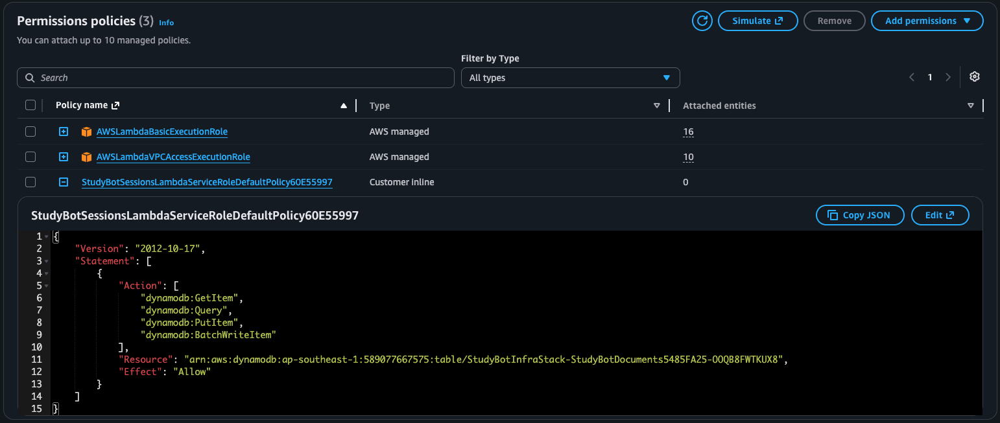 Permissions policies (3) Info
Simulate
Remove
Add permissions
You can attach up to 10 managed policies.
Filter by Type
Search
All types
1
Policy name Type Attached entities
AWSLambdaBasicExecutionRole AWS managed 16
AWSLambdaVPCAccessExecutionRole AWS managed 10
StudyBotSessionsLambdaServiceRoleDefaultPolicy60E55997 Customer inline 0
StudyBotSessionsLambdaServiceRoleDefaultPolicy60E55997 Copy JSON Edit
1 {
2 "Version": "2012-10-17",
3 "Statement": [
4 {
5 "Action": [
6 "dynamodb:GetItem",
7 "dynamodb:Query",
8 "dynamodb:PutItem",
9 "dynamodb:BatchWriteItem"
10 ],
11 "Resource": "arn:aws:dynamodb:ap-southeast-1:589077667575:table/StudyBotInfraStack-StudyBotDocuments5485FA25-OOQB8FWTKUX8",
12 "Effect": "Allow"
13 }
14 ]
15 }